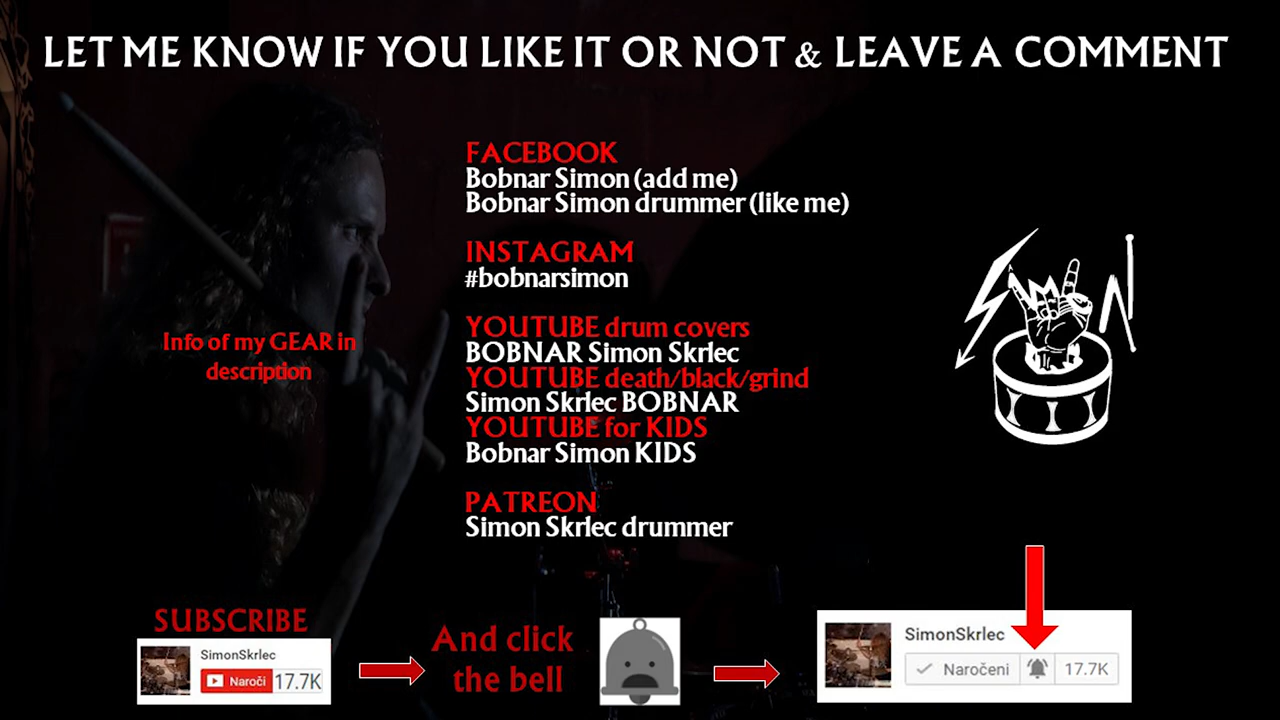 LET ME KNOW IF YOU LIKE IT OR NOT & LEAVE A COMMENT
FACEBOOK
Bobnar Simon (add me)
Bobnar Simon drummer (like me)
INSTAGRAM
#bobnarsimon
YOUTUBE drum covers
BOBNAR Simon Skrlec
YOUTUBE death/black/grind
Simon Skrlec BOBNAR
YOUTUBE for KIDS
Bobnar Simon KIDS
PATREON
Simon Skrlec drummer
Info of my GEAR in
description
SIMON
SUBSCRIBE
SimonSkrlec
Naroči 17.7K
And click
the bell
SimonSkrlec
Naročeni 17.7K